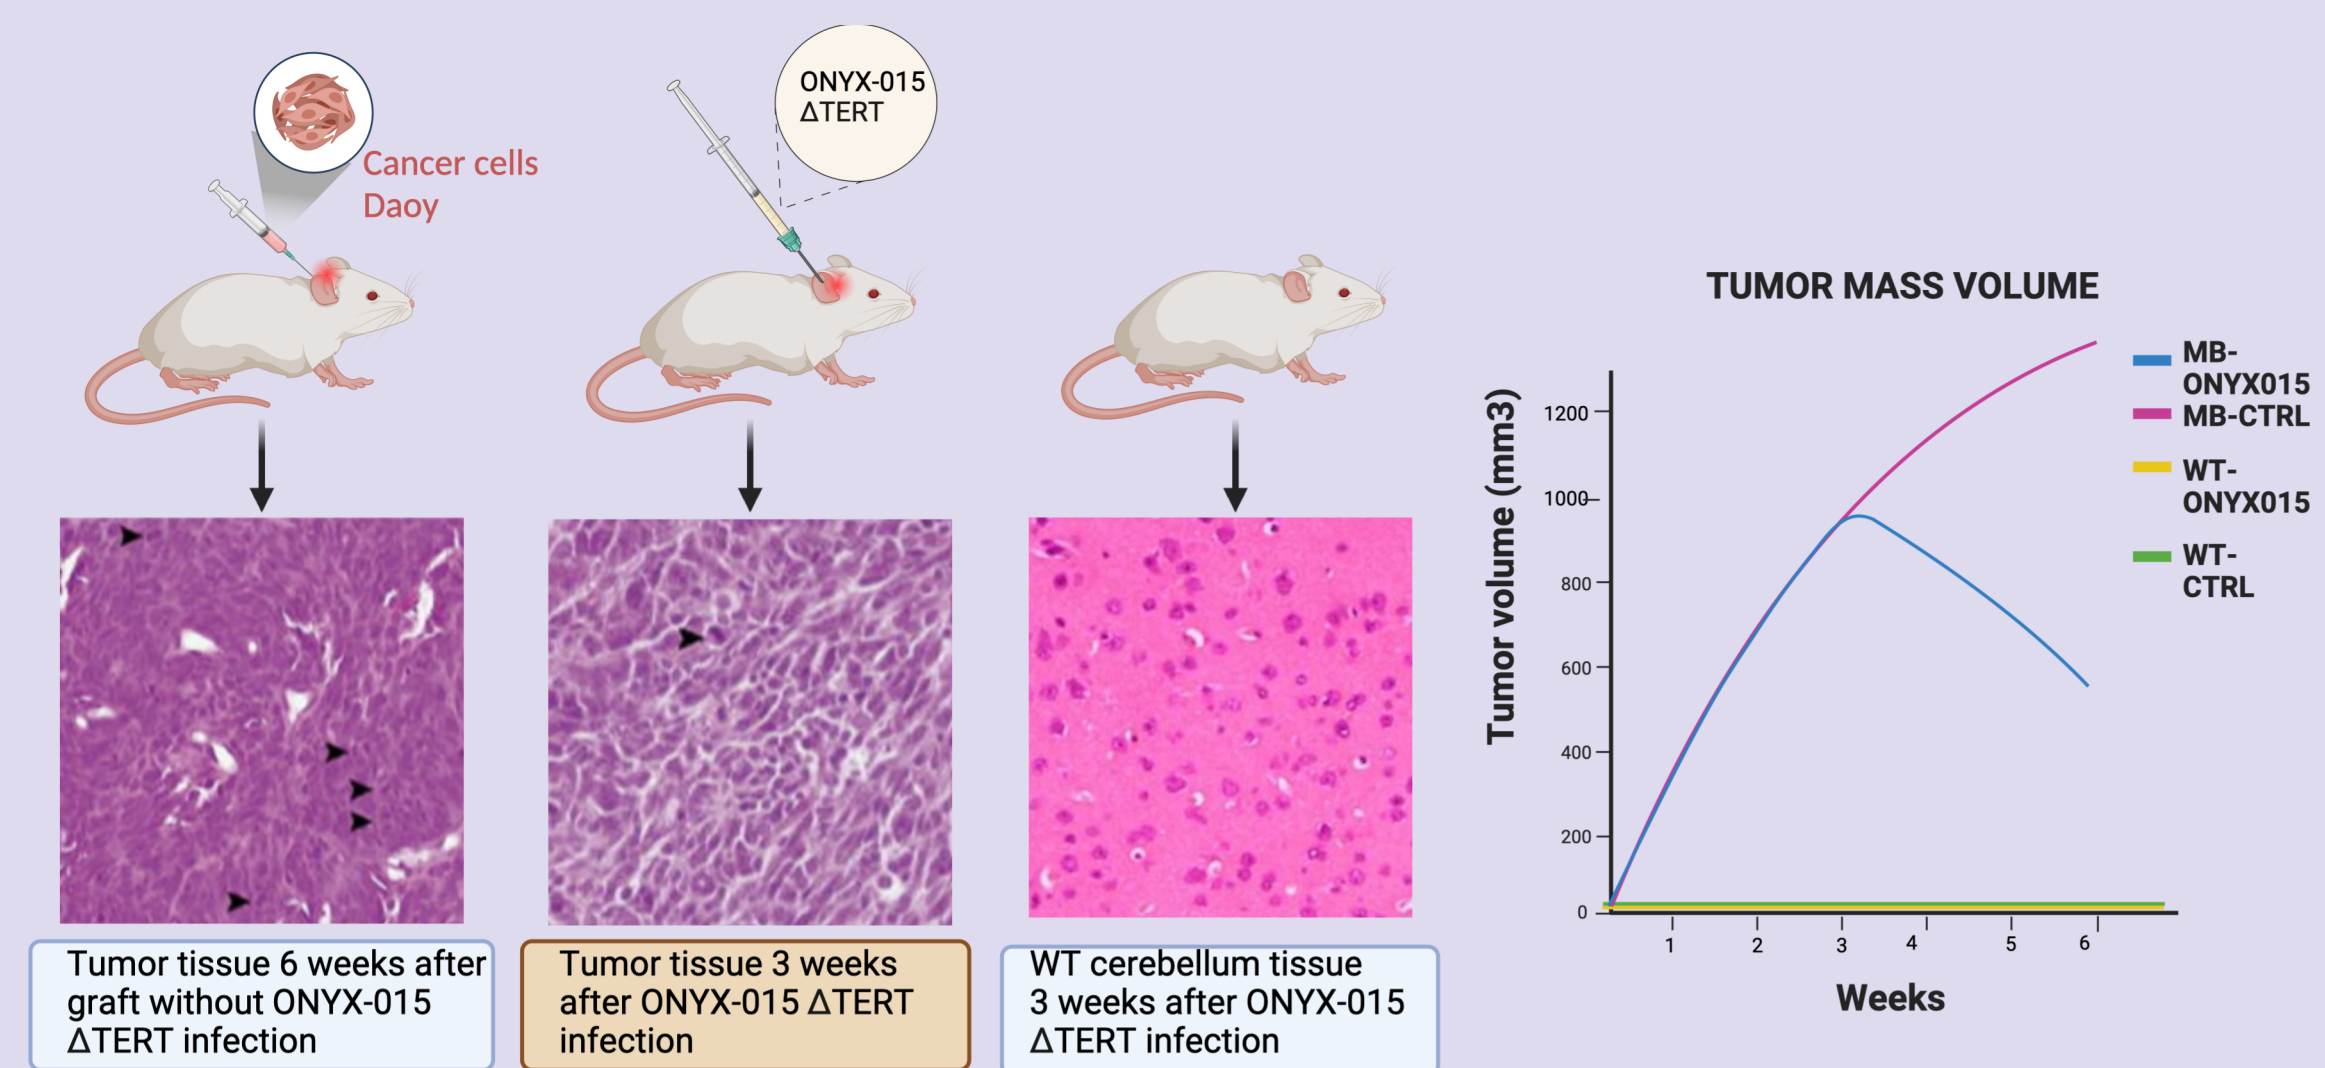 ONYX-015
ΔTERT
Cancer cells
Daoy
Tumor tissue 6 weeks after
graft without ONYX-015
ΔTERT infection
Tumor tissue 3 weeks
after ONYX-015 ΔTERT
infection
WT cerebellum tissue
3 weeks after ONYX-015
ΔTERT infection
TUMOR MASS VOLUME
Tumor volume (mm3)
1200
1000
800
600
400
200
0
1 2 3 4 5 6
Weeks
MB-
ONYX015
MB-CTRL
WT-
ONYX015
WT-
CTRL